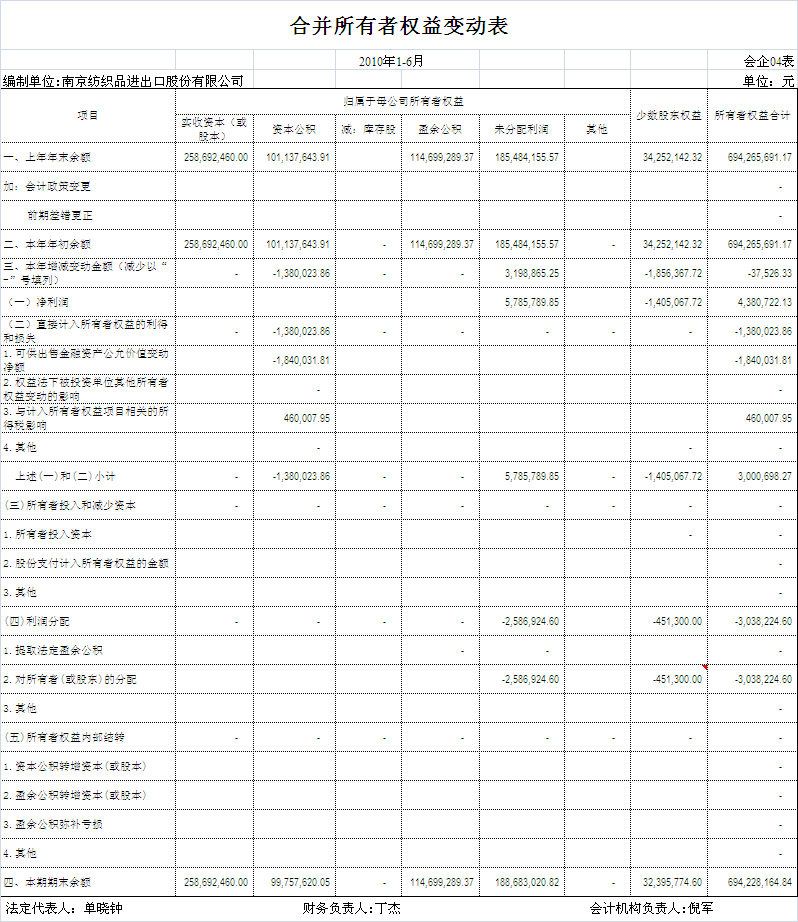 合并所有者权益变动表
2010年1-6月 会企04表
编制单位:南京纺织品进出口股份有限公司 单位：元
项目 归属于母公司所有者权益 少数股东权益 所有者权益合计
实收资本（或股本） 资本公积 减：库存股 盈余公积 未分配利润 其他
一、上年年末余额 258,692,460.00 101,137,643.91 114,699,289.37 185,484,155.57 34,252,142.32 694,265,691.17
加：会计政策变更 -
前期差错更正 -
二、本年年初余额 258,692,460.00 101,137,643.91 - 114,699,289.37 185,484,155.57 - 34,252,142.32 694,265,691.17
三、本年增减变动金额（减少以“
-”号填列） - -1,380,023.86 - - 3,198,865.25 - -1,856,367.72 -37,526.33
（一）净利润 5,785,789.85 -1,405,067.72 4,380,722.13
（二）直接计入所有者权益的利得
和损失 - -1,380,023.86 - - - - - -1,380,023.86
1.可供出售金融资产公允价值变动
净额 -1,840,031.81 -1,840,031.81
2.权益法下被投资单位其他所有者
权益变动的影响 - -
3.与计入所有者权益项目相关的所
得税影响 460,007.95 460,007.95
4.其他 - - -
上述(一)和(二)小计 - -1,380,023.86 - - 5,785,789.85 - -1,405,067.72 3,000,698.27
(三)所有者投入和减少资本 - - - - - - - -
1.所有者投入资本 - -
2.股份支付计入所有者权益的金额 -
3.其他 -
(四)利润分配 - - - - -2,586,924.60 - -451,300.00 -3,038,224.60
1.提取法定盈余公积 - - -
2.对所有者(或股东)的分配 -2,586,924.60 -451,300.00 -3,038,224.60
3.其他 -
(五)所有者权益内部结转 - - - - - - - -
1.资本公积转增资本(或股本) -
2.盈余公积转增资本(或股本) -
3.盈余公积弥补亏损 -
4.其他 -
四、本期期末余额 258,692,460.00 99,757,620.05 - 114,699,289.37 188,683,020.82 - 32,395,774.60 694,228,164.84
法定代表人：单晓钟 财务负责人:丁杰 会计机构负责人:倪军